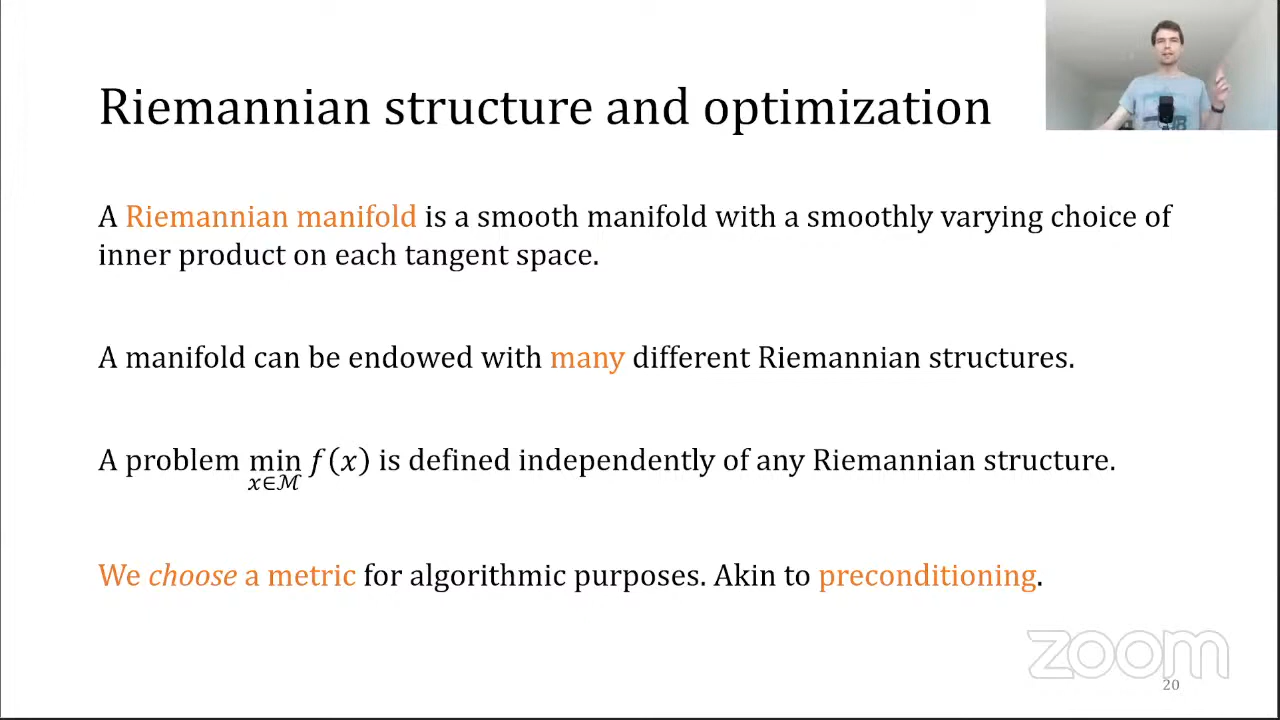 Riemannian structure and optimization
A Riemannian manifold is a smooth manifold with a smoothly varying choice of
inner product on each tangent space.
A manifold can be endowed with many different Riemannian structures.
A problem min f(x) is defined independently of any Riemannian structure.
x∈ℳ
We choose a metric for algorithmic purposes. Akin to preconditioning.
zoom
20